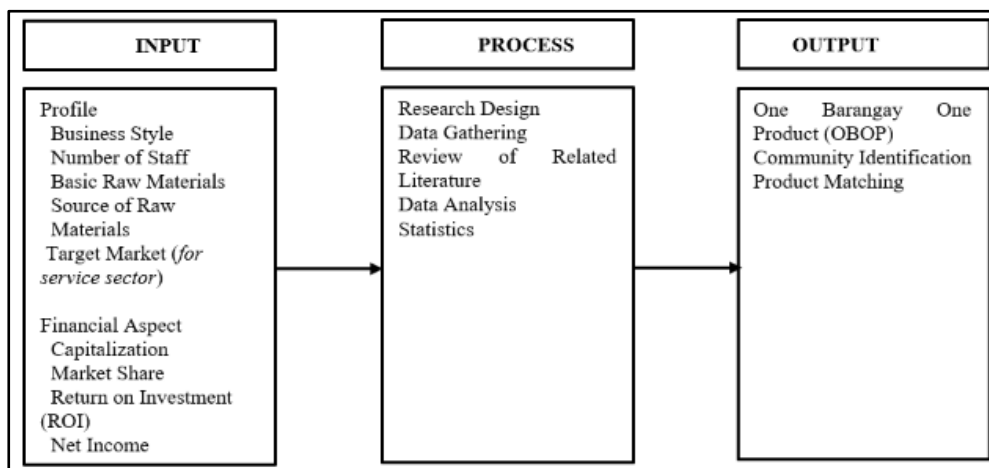 INPUT
Profile
Business Style
Number of Staff
Basic Raw Materials
Source of Raw
Materials
Target Market (for
service sector)
Financial Aspect
Capitalization
Market Share
Return on Investment
(ROI)
Net Income
PROCESS
Research Design
Data Gathering
Review of Related
Literature
Data Analysis
Statistics
OUTPUT
One Barangay One
Product (OBOP)
Community Identification
Product Matching